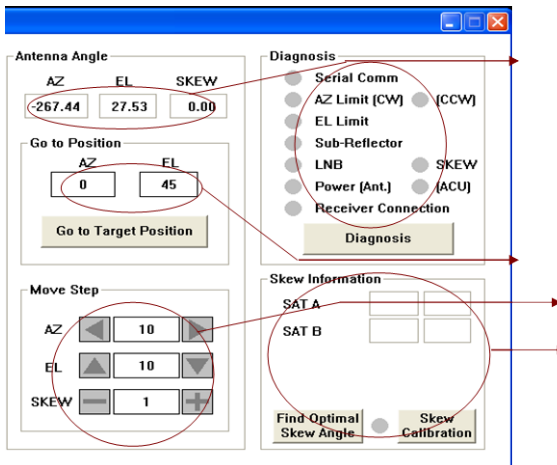 Antenna Angle
AZ EL SKEW
-267.44 27.53 0.00
Go to Position
AZ EL
0 45
Go to Target Position
Move Step
AZ 10
EL 10
SKEW 1
Diagnosis
Serial Comm
AZ Limit (CW) (CCW)
EL Limit
Sub-Reflector
LNB SKEW
Power (Ant.) (ACU)
Receiver Connection
Diagnosis
Skew Information
SAT A
SAT B
Find Optimal
Skew Angle
Skew
Calibration